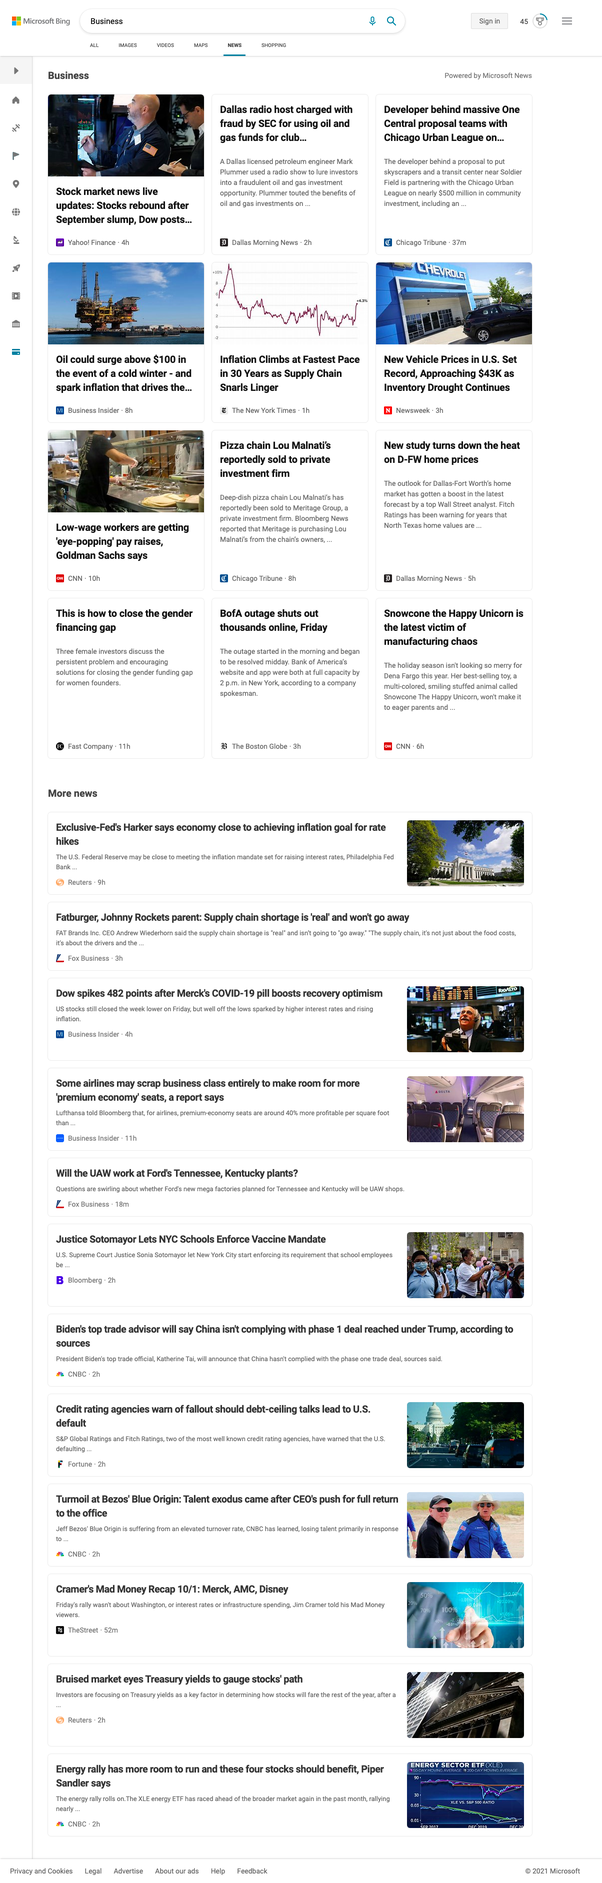 Microsoft Bing
Business
Sign in
45
ALL IMAGES VIDEOS MAPS NEWS SHOPPING
Business
Powered by Microsoft News
Stock market news live
updates: Stocks rebound after
September slump, Dow posts...
Yahoo! Finance · 4h
Dallas radio host charged with
fraud by SEC for using oil and
gas funds for club...
A Dallas licensed petroleum engineer Mark
Plummer used a radio show to lure investors
into a fraudulent oil and gas investment
opportunity. Plummer touted the benefits of
oil and gas investments on ...
Dallas Morning News · 2h
Developer behind massive One
Central proposal teams with
Chicago Urban League on...
The developer behind a proposal to put
skyscrapers and a transit center near Soldier
Field is partnering with the Chicago Urban
League on nearly $500 million in community
investment, including an ...
Chicago Tribune · 37m
Oil could surge above $100 in
the event of a cold winter - and
spark inflation that drives the...
Business Insider · 8h
+4.3%
Inflation Climbs at Fastest Pace
in 30 Years as Supply Chain
Snarls Linger
The New York Times · 1h
CHEVROLET
New Vehicle Prices in U.S. Set
Record, Approaching $43K as
Inventory Drought Continues
Newsweek · 3h
Low-wage workers are getting
'eye-popping' pay raises,
Goldman Sachs says
CNN · 10h
Pizza chain Lou Malnati's
reportedly sold to private
investment firm
Deep-dish pizza chain Lou Malnati's has
reportedly been sold to Meritage Group, a
private investment firm. Bloomberg News
reported that Meritage is purchasing Lou
Malnati's from the chain's owners, ...
Chicago Tribune · 8h
New study turns down the heat
on D-FW home prices
The outlook for Dallas-Fort Worth's home
market has gotten a boost in the latest
forecast by a top Wall Street analyst. Fitch
Ratings has been warning for years that
North Texas home values are ...
Dallas Morning News · 5h
This is how to close the gender
financing gap
Three female investors discuss the
persistent problem and encouraging
solutions for closing the gender funding gap
for women founders.
Fast Company · 11h
BofA outage shuts out
thousands online, Friday
The outage started in the morning and began
to be resolved midday. Bank of America's
website and app were both at full capacity by
2 p.m. in New York, according to a company
spokesman.
The Boston Globe · 3h
Snowcone the Happy Unicorn is
the latest victim of
manufacturing chaos
The holiday season isn't looking so merry for
Dena Fargo this year. Her best-selling toy, a
multi-colored, smiling stuffed animal called
Snowcone The Happy Unicorn, won't make it
to eager parents and ...
CNN · 6h
More news
Exclusive-Fed's Harker says economy close to achieving inflation goal for rate
hikes
The U.S. Federal Reserve may be close to meeting the inflation mandate set for raising interest rates, Philadelphia Fed
Bank ...
Reuters · 9h
Fatburger, Johnny Rockets parent: Supply chain shortage is 'real' and won't go away
FAT Brands Inc. CEO Andrew Wiederhorn said the supply chain shortage is "real" and isn't going to "go away." "The supply chain, it's not just about the food costs,
it's about the drivers and the ...
Fox Business · 3h
Dow spikes 482 points after Merck's COVID-19 pill boosts recovery optimism
US stocks still closed the week lower on Friday, but well off the lows sparked by higher interest rates and rising
inflation.
Business Insider · 4h
Some airlines may scrap business class entirely to make room for more
'premium economy' seats, a report says
Lufthansa told Bloomberg that, for airlines, premium-economy seats are around 40% more profitable per square foot
than ...
Business Insider · 11h
Will the UAW work at Ford's Tennessee, Kentucky plants?
Questions are swirling about whether Ford's new mega factories planned for Tennessee and Kentucky will be UAW shops.
Fox Business · 18m
Justice Sotomayor Lets NYC Schools Enforce Vaccine Mandate
U.S. Supreme Court Justice Sonia Sotomayor let New York City start enforcing its requirement that school employees
be ...
Bloomberg · 2h
Biden's top trade advisor will say China isn't complying with phase 1 deal reached under Trump, according to
sources
President Biden's top trade official, Katherine Tai, will announce that China hasn't complied with the phase one trade deal, sources said.
CNBC · 2h
Credit rating agencies warn of fallout should debt-ceiling talks lead to U.S.
default
S&P Global Ratings and Fitch Ratings, two of the most well known credit rating agencies, have warned that the U.S.
defaulting ...
Fortune · 2h
Turmoil at Bezos' Blue Origin: Talent exodus came after CEO's push for full return
to the office
Jeff Bezos' Blue Origin is suffering from an elevated turnover rate, CNBC has learned, losing talent primarily in response
to ...
CNBC · 2h
Cramer's Mad Money Recap 10/1: Merck, AMC, Disney
Friday's rally wasn't about Washington, or interest rates or infrastructure spending, Jim Cramer told his Mad Money
viewers.
TheStreet · 52m
Bruised market eyes Treasury yields to gauge stocks' path
Investors are focusing on Treasury yields as a key factor in determining how stocks will fare the rest of the year, after a
...
Reuters · 2h
Energy rally has more room to run and these four stocks should benefit, Piper
Sandler says
The energy rally rolls on.The XLE energy ETF has raced ahead of the broader market again in the past month, rallying
nearly ...
CNBC · 2h
ENERGY SECTOR ETF (XLE)
XLE VS. S&P 500 RATIO
Privacy and Cookies Legal Advertise About our ads Help Feedback
© 2021 Microsoft